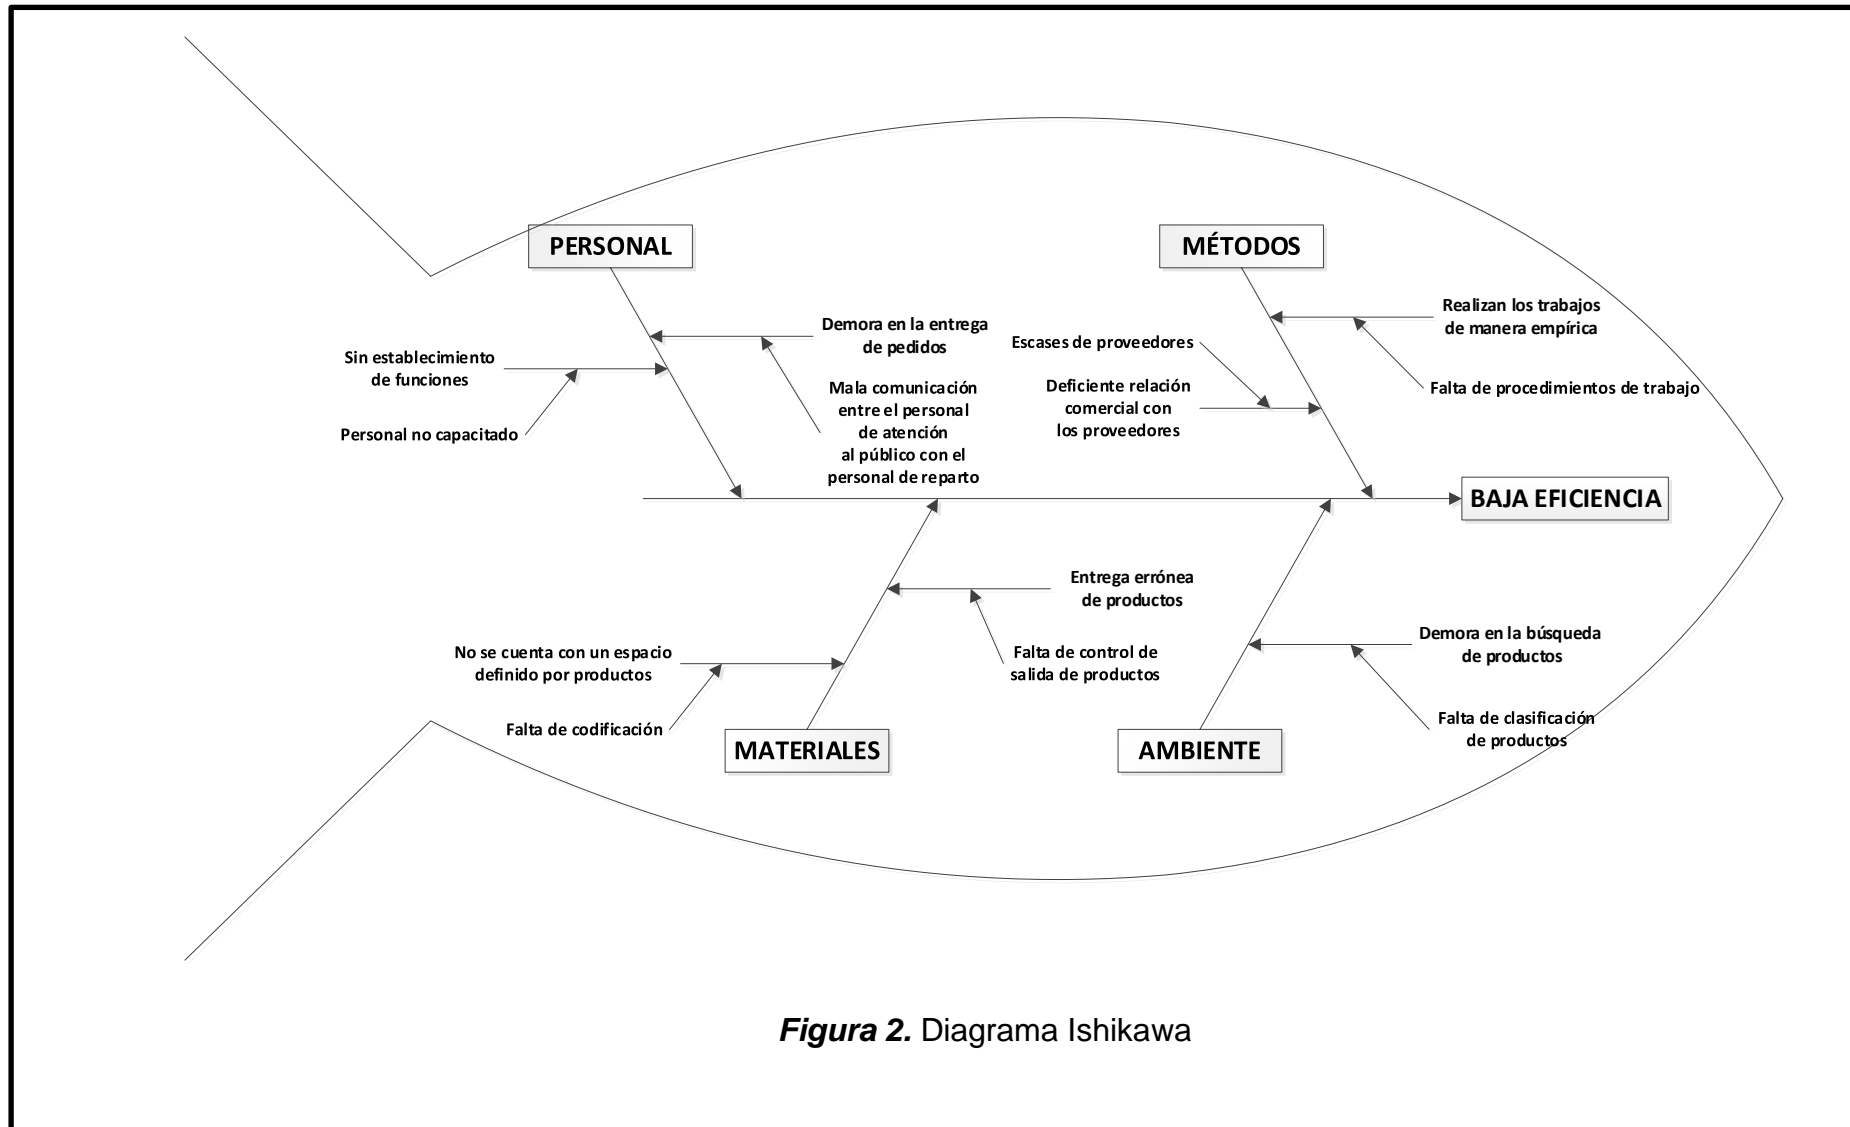 PERSONAL
MÉTODOS
Demora en la entrega
de pedidos
Sin establecimiento
de funciones
Mala comunicación
entre el personal
de atención
al público con el
personal de reparto
Personal no capacitado
Realizan los trabajos
de manera empírica
Escases de proveedores
Deficiente relación
comercial con
los proveedores
Falta de procedimientos de trabajo
BAJA EFICIENCIA
Entrega errónea
de productos
No se cuenta con un espacio
definido por productos
Falta de control de
salida de productos
Falta de codificación
Demora en la búsqueda
de productos
Falta de clasificación
de productos
MATERIALES
AMBIENTE
Figura 2. Diagrama Ishikawa